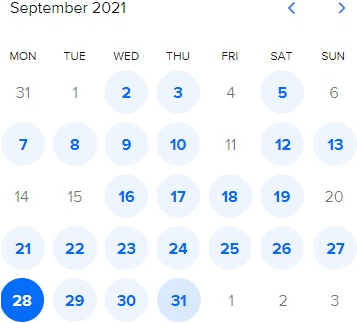 September 2021
MON TUE WED THU FRI SAT SUN
31 1 2 3 4 5 6
7 8 9 10 11 12 13
14 15 16 17 18 19 20
21 22 23 24 25 26 27
28 29 30 31 1 2 3